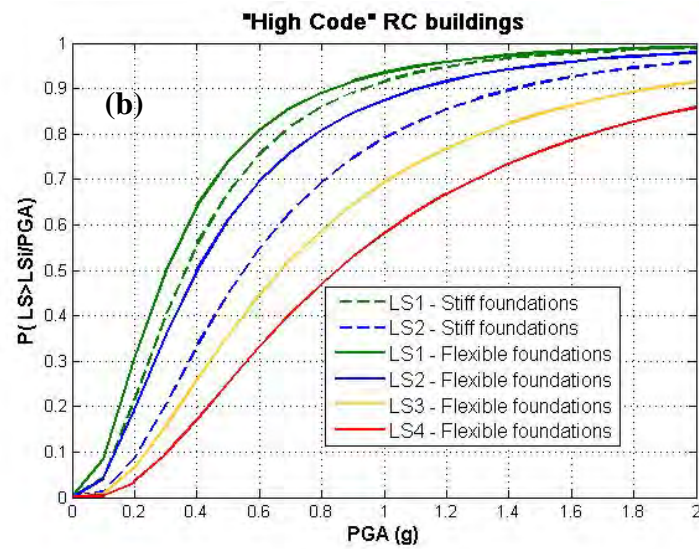 "High Code" RC buildings
(b)
P( LS>LSi/PGA)
1
0.9
0.8
0.7
0.6
0.5
0.4
0.3
0.2
0.1
0
LS1 - Stiff foundations
LS2 - Stiff foundations
LS1 - Flexible foundations
LS2 - Flexible foundations
LS3 - Flexible foundations
LS4 - Flexible foundations
0 0.2 0.4 0.6 0.8 1 1.2 1.4 1.6 1.8 2
PGA (g)